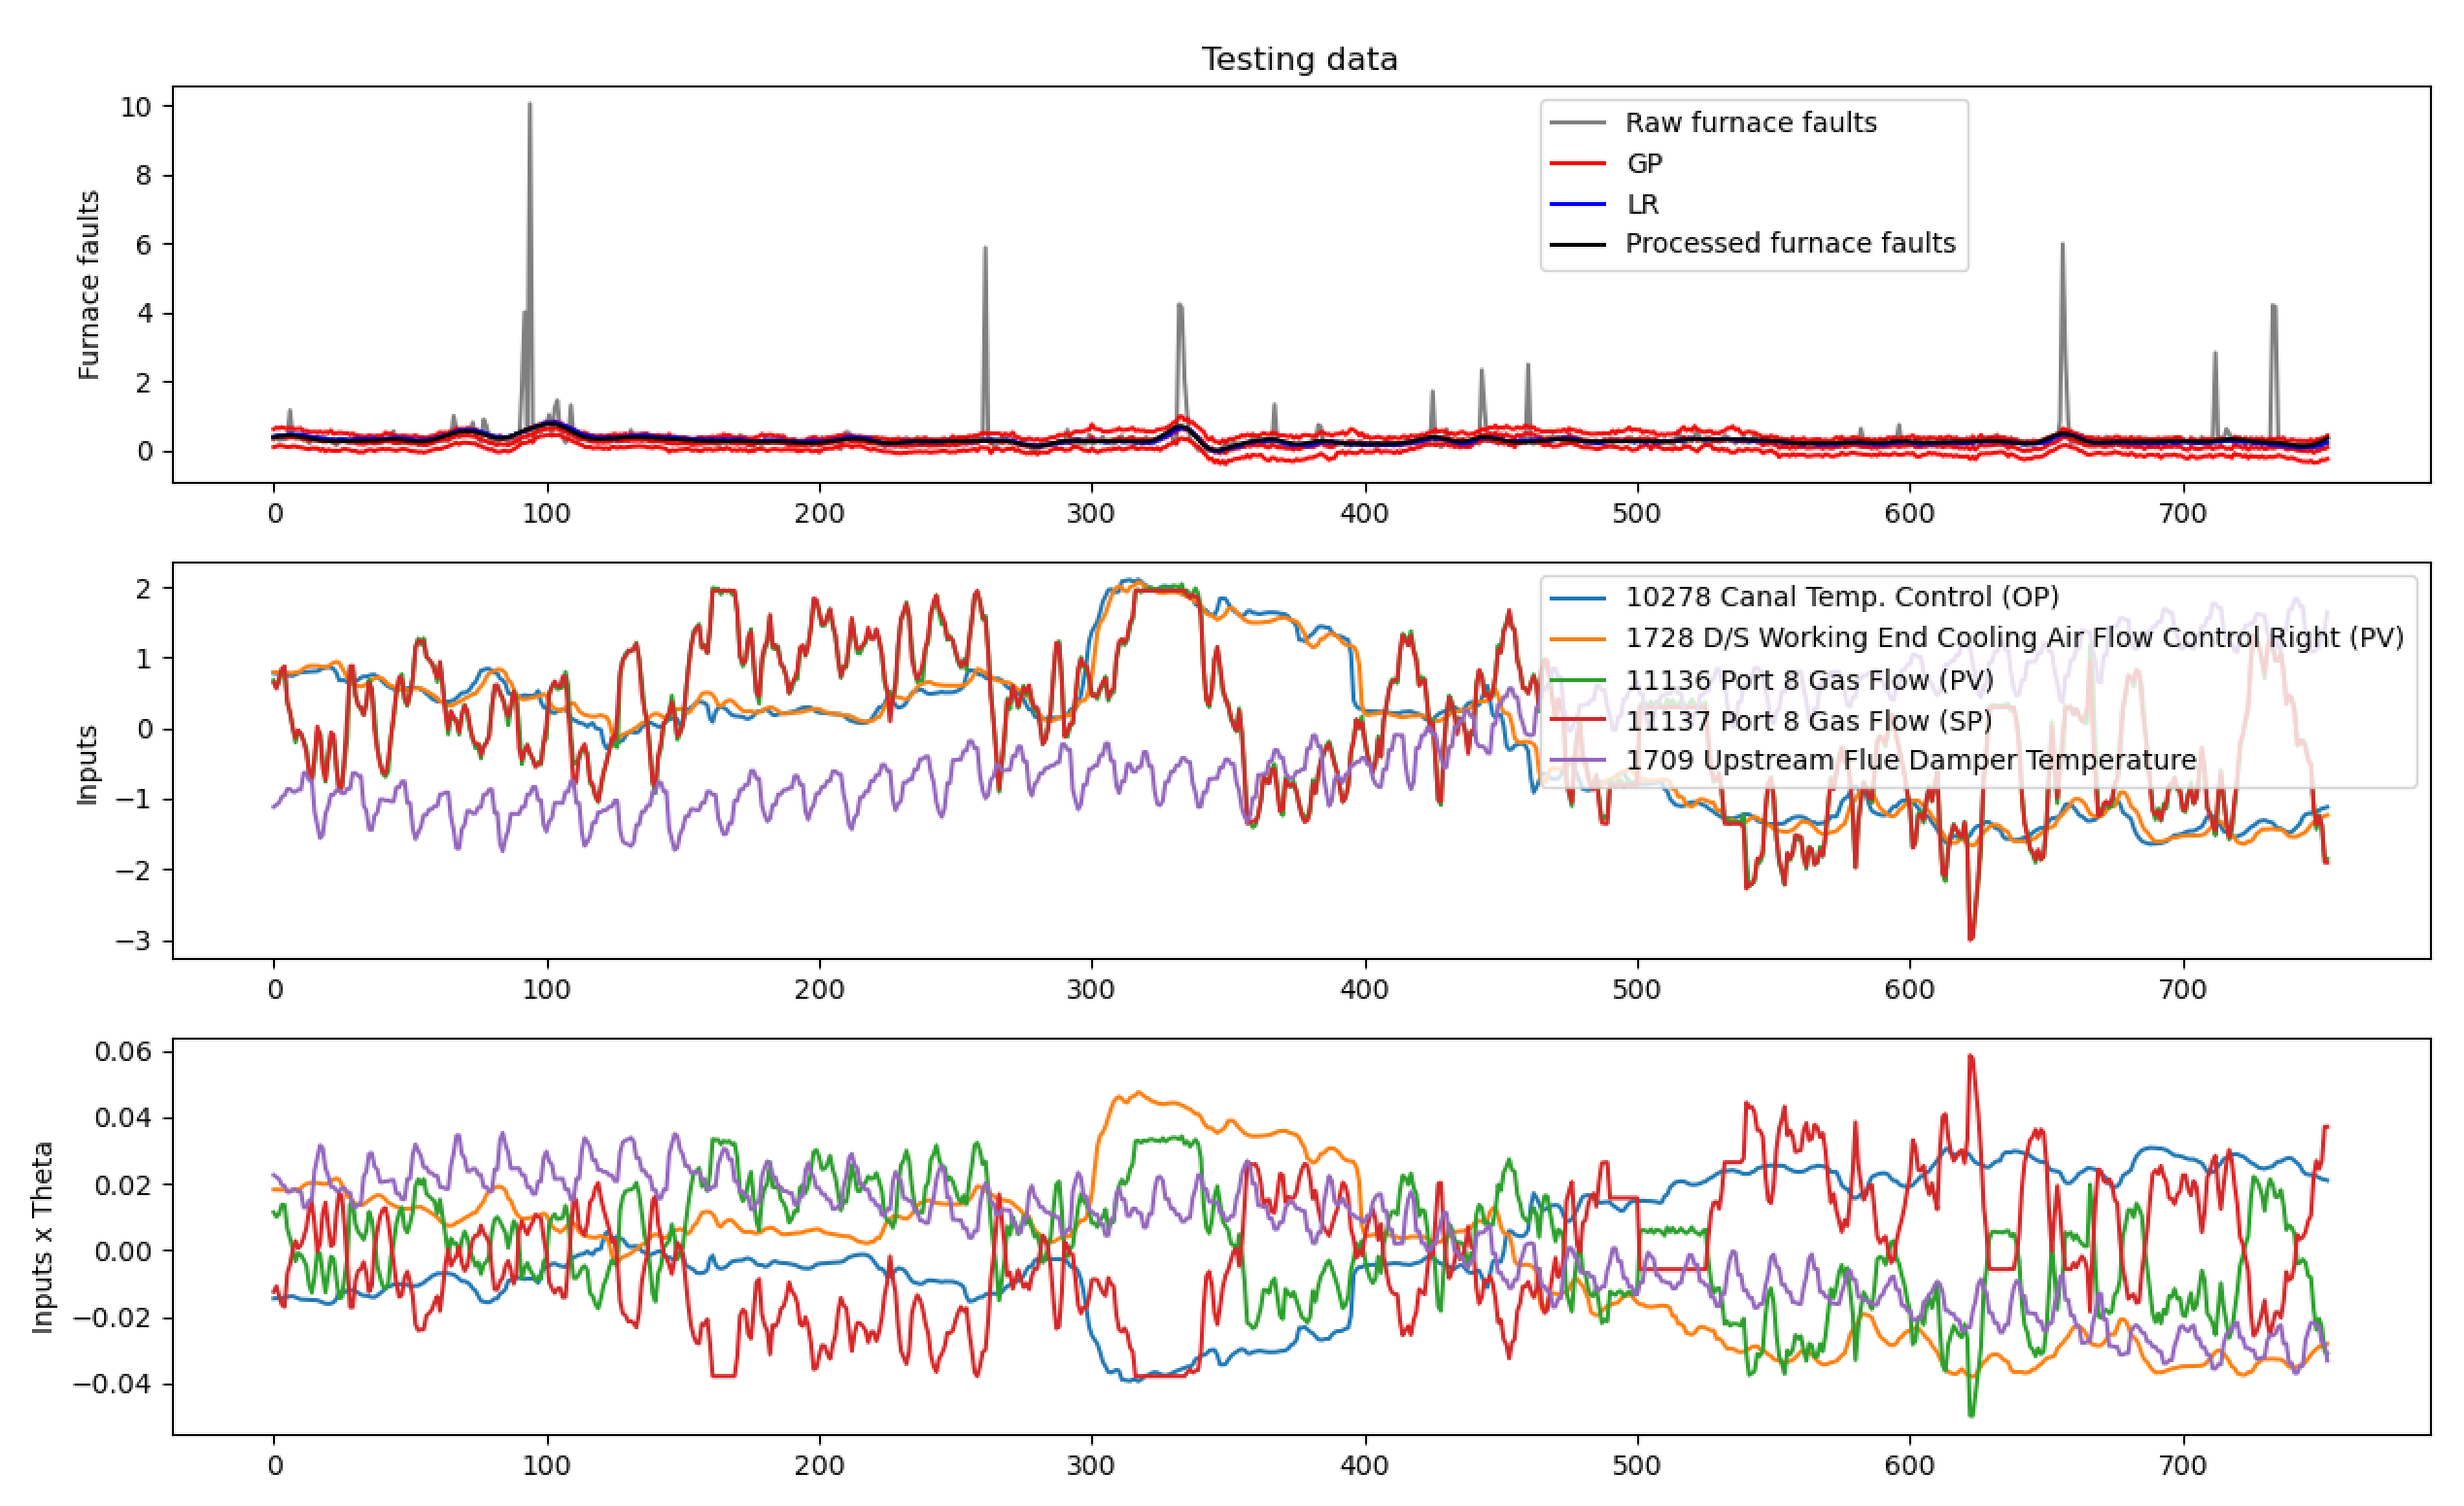 Testing data
Furnace faults
10
8
6
4
2
0
Raw furnace faults
GP
LR
Processed furnace faults
0 100 200 300 400 500 600 700
Inputs
2
1
0
−1
−2
−3
10278 Canal Temp. Control (OP)
1728 D/S Working End Cooling Air Flow Control Right (PV)
11136 Port 8 Gas Flow (PV)
11137 Port 8 Gas Flow (SP)
1709 Upstream Flue Damper Temperature
0 100 200 300 400 500 600 700
Inputs x Theta
0.06
0.04
0.02
0.00
−0.02
−0.04
0 100 200 300 400 500 600 700